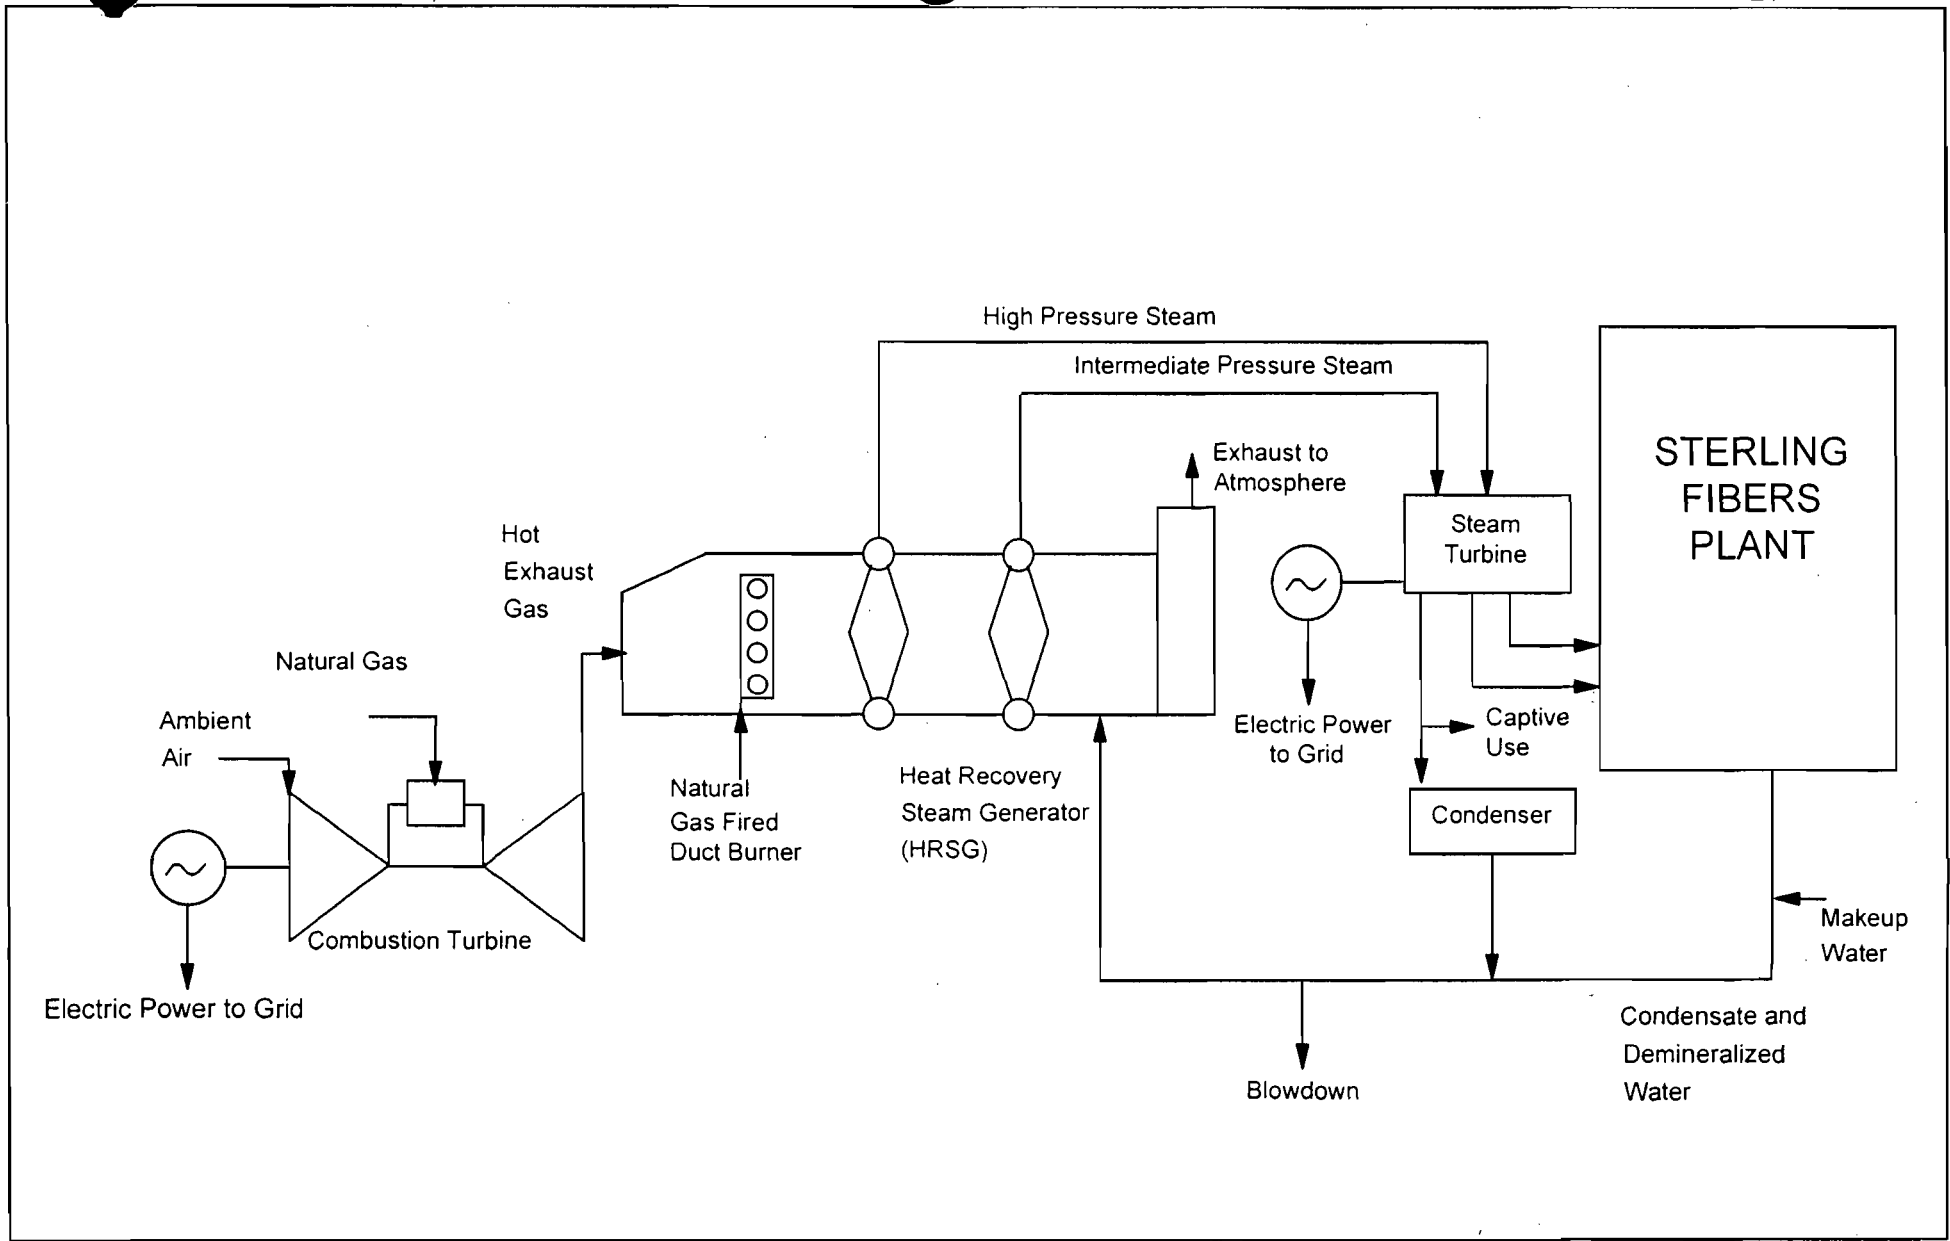 High Pressure Steam
Intermediate Pressure Steam
Exhaust to
Atmosphere
STERLING
FIBERS
PLANT
Steam
Turbine
Hot
Exhaust
Gas
Natural Gas
Ambient
Air
Electric Power
to Grid
Captive
Use
Natural
Gas Fired
Duct Burner
Heat Recovery
Steam Generator
(HRSG)
Condenser
Combustion Turbine
Makeup
Water
Electric Power to Grid
Condensate and
Demineralized
Water
Blowdown